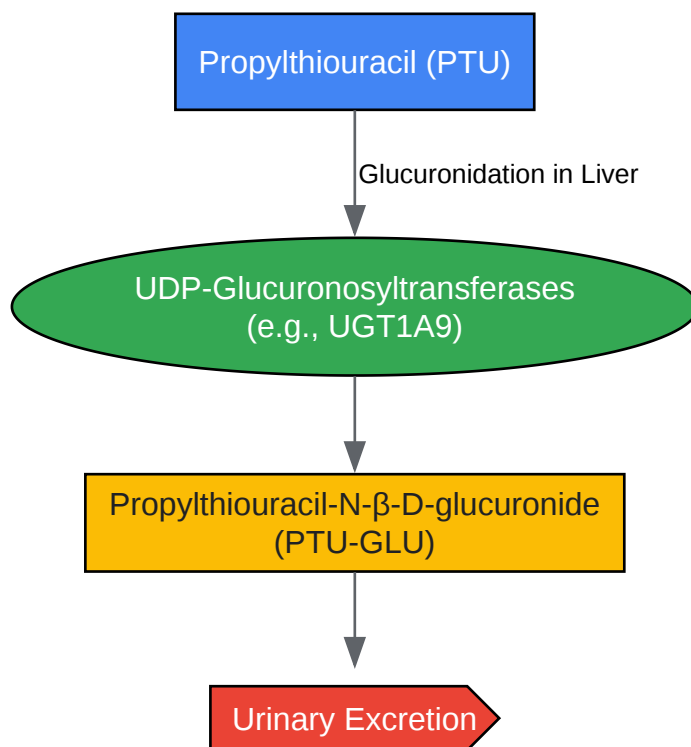 Propylthiouracil (PTU)
Glucuronidation in Liver
UDP-Glucuronosyltransferases
(e.g., UGT1A9)
Propylthiouracil-N-β-D-glucuronide
(PTU-GLU)
Urinary Excretion